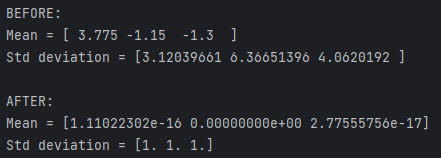 BEFORE:
Mean = [ 3.775 -1.15  -1.3  ]
Std deviation = [3.12039661 6.36651396 4.0620192 ]

AFTER:
Mean = [1.11022302e-16 0.00000000e+00 2.77555756e-17]
Std deviation = [1. 1. 1.]